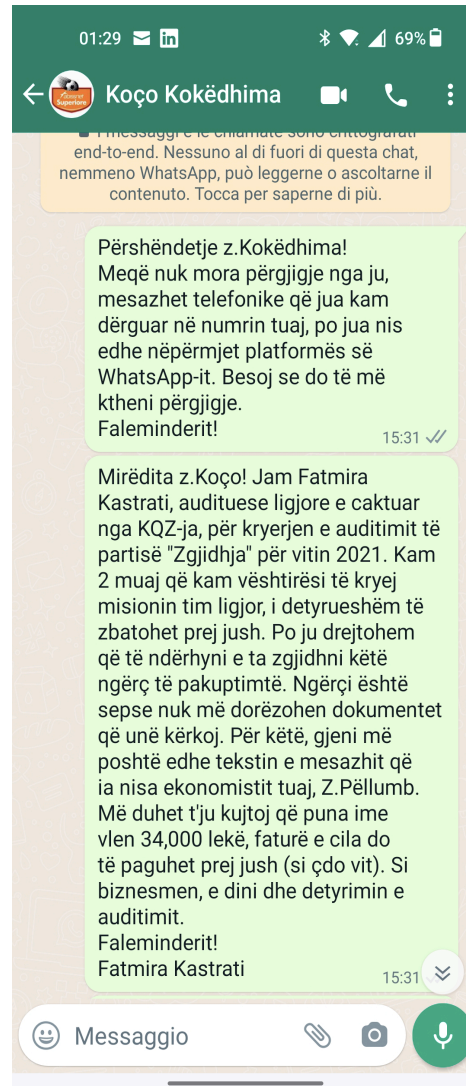 01:29
69%
Koço Kokëdhima
I messaggi e le chiamate sono crittografati
end-to-end. Nessuno al di fuori di questa chat,
nemmeno WhatsApp, può leggerne o ascoltarne il
contenuto. Tocca per saperne di più.
Përshëndetje z.Kokëdhima!
Meqë nuk mora përgjigje nga ju,
mesazhet telefonike që jua kam
dërguar në numrin tuaj, po jua nis
edhe nëpërmjet platformës së
WhatsApp-it. Besoj se do të më
ktheni përgjigje.
Faleminderit!
15:31
Mirëdita z.Koço! Jam Fatmira
Kastrati, audituese ligjore e caktuar
nga KQZ-ja, për kryerjen e auditimit të
partisë "Zgjidhja" për vitin 2021. Kam
2 muaj që kam vështirësi të kryej
misionin tim ligjor, i detyrueshëm të
zbatohet prej jush. Po ju drejtohem
që të ndërhyni e ta zgjidhni këtë
ngërç të pakuptimtë. Ngërçi është
sepse nuk më dorëzohen dokumentet
që unë kërkoj. Për këtë, gjeni më
poshtë edhe tekstin e mesazhit që
ia nisa ekonomistit tuaj, Z.Pëllumb.
Më duhet t'ju kujtoj që puna ime
vlen 34,000 lekë, faturë e cila do
të paguhet prej jush (si çdo vit). Si
biznesmen, e dini dhe detyrimin e
auditimit.
Faleminderit!
Fatmira Kastrati
15:31
Messaggio